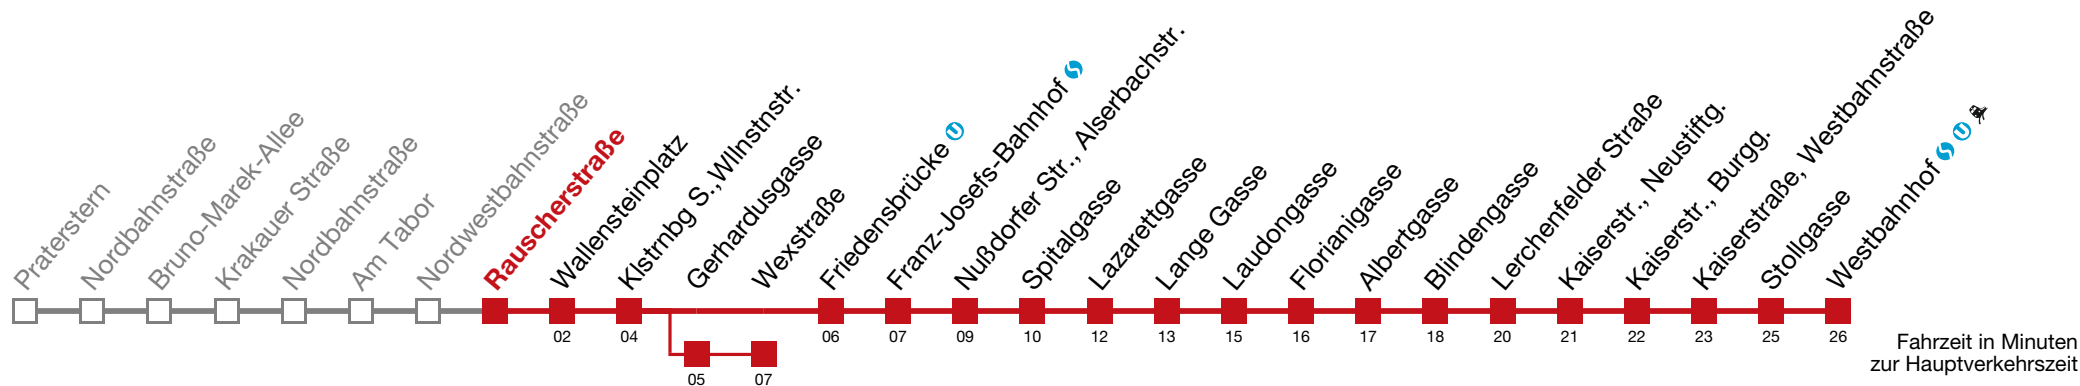 Praterstern
Nordbahnstraße
Bruno-Marek-Allee
Krakauer Straße
Nordbahnstraße
Am Tabor
Nordwestbahnstraße
Rauscherstraße
Wallensteinplatz
Klstrnbg S., Wllnstnstr.
Gerhardusgasse
Wexstraße
Friedensbrücke U
Franz-Josefs-Bahnhof S
Nußdorfer Str., Alserbachstr.
Spitalgasse
Lazarettgasse
Lange Gasse
Laudongasse
Florianigasse
Albertgasse
Blindengasse
Lerchenfelder Straße
Kaiserstr., Neustiftg.
Kaiserstr., Burgg.
Kaiserstraße, Westbahnstraße
Stollgasse
Westbahnhof S U
02 04 06 07 09 10 12 13 15 16 17 18 20 21 22 23 25 26
05 07
Fahrzeit in Minuten
zur Hauptverkehrszeit